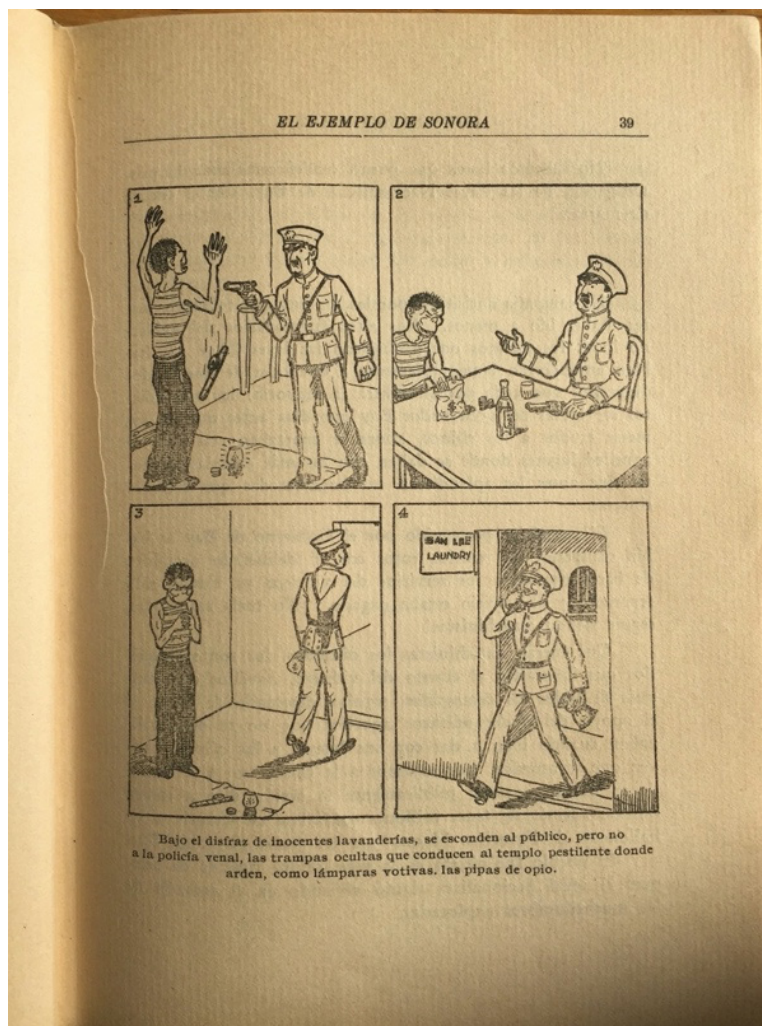 EL EJEMPLO DE SONORA 39
1
2
3
4
SAM LEE
LAUNDRY
Bajo el disfraz de inocentes lavanderías, se esconden al público, pero no
a la policía venal, las trampas ocultas que conducen al templo pestilente donde
arden, como lámparas votivas. las pipas de opio.